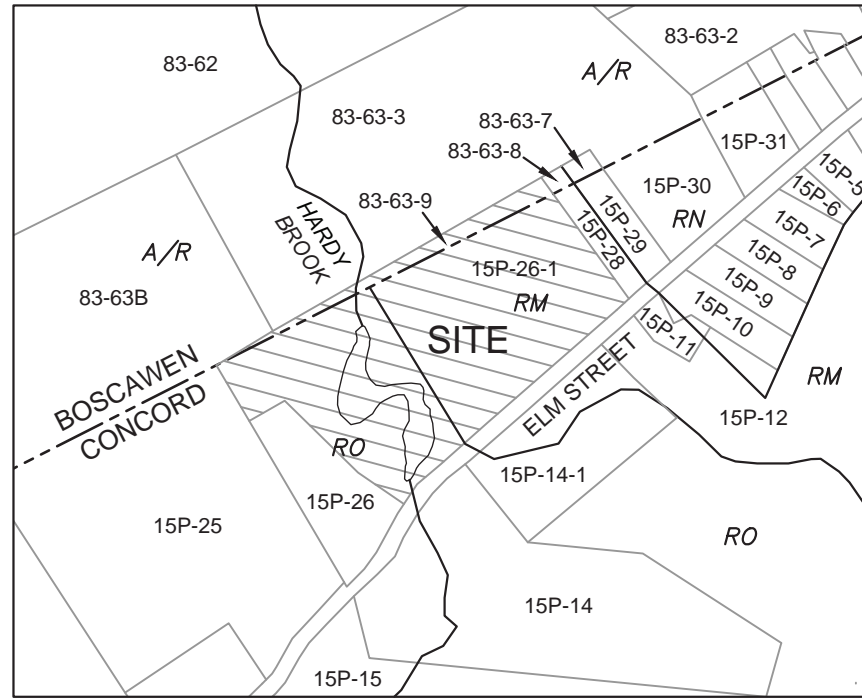 83-62
83-63-2
A/R
83-63-3
83-63-7
83-63-8
15P-31
15P-5
15P-6
15P-30
15P-7
83-63-9
RN
15P-29
15P-28
15P-8
HARDY
BROOK
A/R
15P-26-1
15P-9
83-63B
RM
15P-10
SITE
15P-11
BOSCAWEN
CONCORD
ELM STREET
RM
15P-12
RO
15P-14-1
15P-26
15P-25
RO
15P-14
15P-15